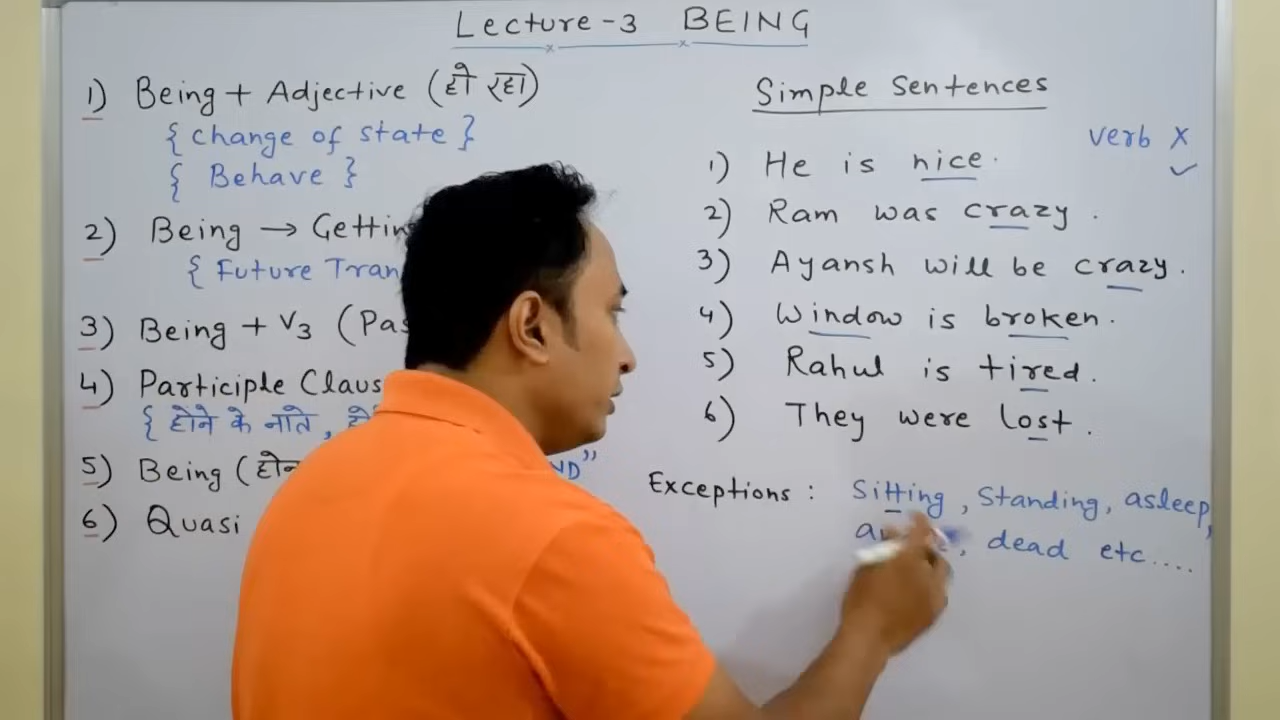 Lecture-3 BEING
1) Being + Adjective (हो रहा)
{ change of state }
{ Behave }
2) Being → Gettin
{ Future Tran
3) Being + V3 (Pas
4) Participle Claus
{ होने के नाते ,
5) Being (होन ND"
6) Quasi
Simple Sentences
verb X
✓
1) He is nice.
2) Ram was crazy .
3) Ayansh will be crazy.
4) Window is broken.
5) Rahul is tired.
6) They were lost .
Exceptions : Sitting , Standing, asleep,
dead etc....